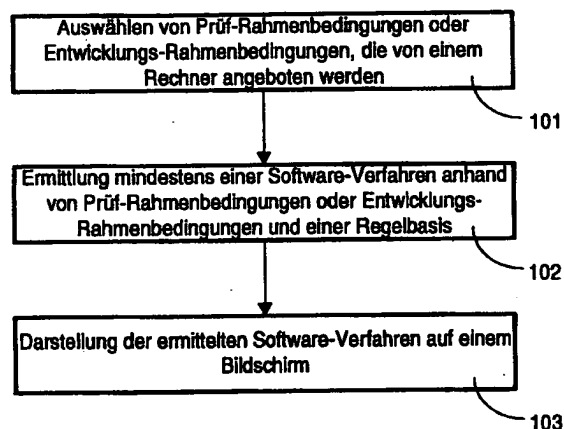 Auswählen von Prüf-Rahmenbedingungen oder
Entwicklungs-Rahmenbedingungen, die von einem
Rechner angeboten werden
101
Ermittlung mindestens einer Software-Verfahren anhand
von Prüf-Rahmenbedingungen oder Entwicklungs-
Rahmenbedingungen und einer Regelbasis
102
Darstellung der ermittelten Software-Verfahren auf einem
Bildschirm
103